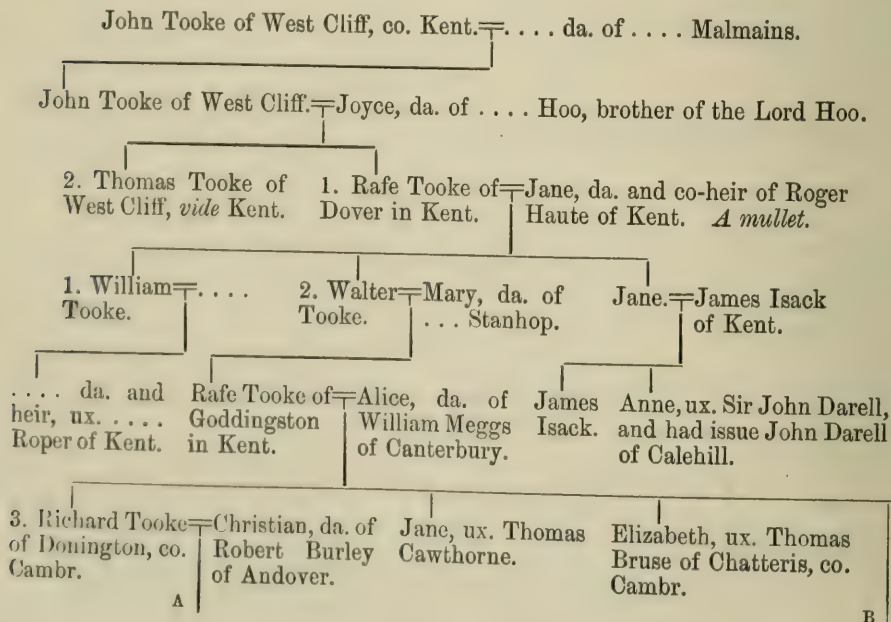 John Tooke of West Cliff, co. Kent.=. . . . da. of . . . . Malmains.
John Tooke of West Cliff.=Joyce, da. of . . . . Hoo, brother of the Lord Hoo.
2. Thomas Tooke of
West Cliff, vide Kent.
1. Rafe Tooke of=
Dover in Kent.
Jane, da. and co-heir of Roger
Haute of Kent. A mullet.
1. William=. . . .
Tooke.
2. Walter=
Tooke.
Mary, da. of
. . . Stanhop.
Jane.=
James Isack
of Kent.
. . . . da. and
heir, ux. . . . .
Roper of Kent.
Rafe Tooke of=
Goddingston
in Kent.
Alice, da. of
William Meggs
of Canterbury.
James
Isack.
Anne, ux. Sir John Darell,
and had issue John Darell
of Calehill.
3. Richard Tooke=
of Donington, co.
Cambr.
Christian, da. of
Robert Burley
of Andover.
Jane, ux. Thomas
Cawthorne.
Elizabeth, ux. Thomas
Bruse of Chatteris, co.
Cambr.
A
B